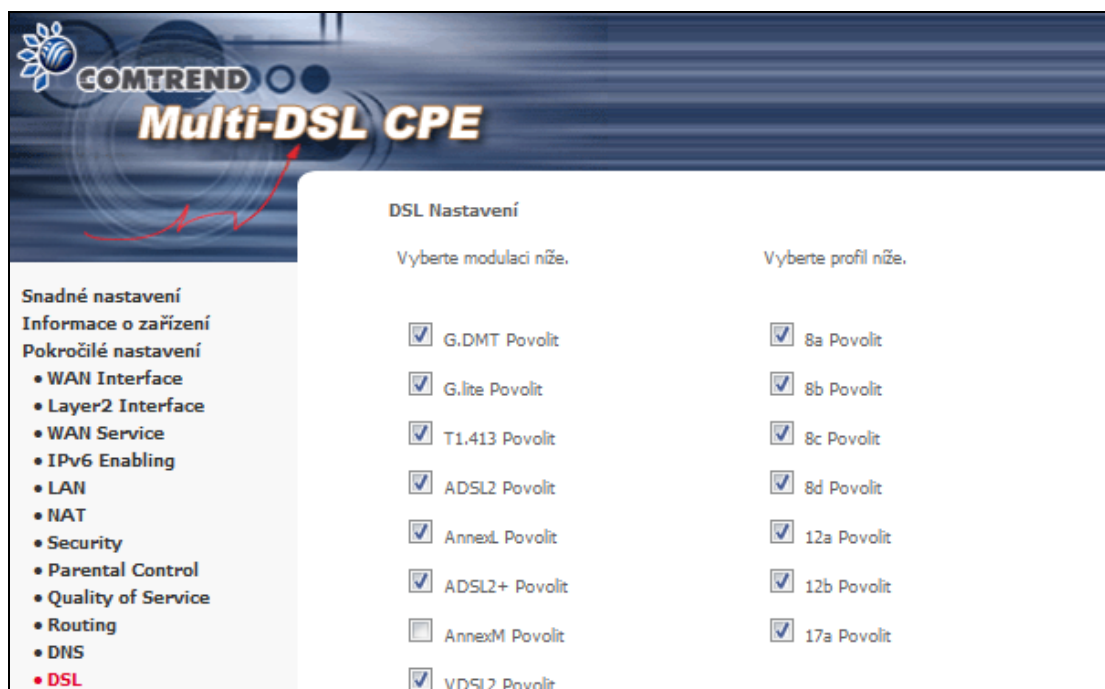 COMTREND
Multi-DSL CPE
Snadné nastavení
Informace o zařízení
Pokročilé nastavení
• WAN Interface
• Layer2 Interface
• WAN Service
• IPv6 Enabling
• LAN
• NAT
• Security
• Parental Control
• Quality of Service
• Routing
• DNS
• DSL
DSL Nastavení
Vyberte modulaci níže.
G.DMT Povolit
G.lite Povolit
T1.413 Povolit
ADSL2 Povolit
AnnexL Povolit
ADSL2+ Povolit
AnnexM Povolit
VDSL2 Povolit
Vyberte profil níže.
8a Povolit
8b Povolit
8c Povolit
8d Povolit
12a Povolit
12b Povolit
17a Povolit